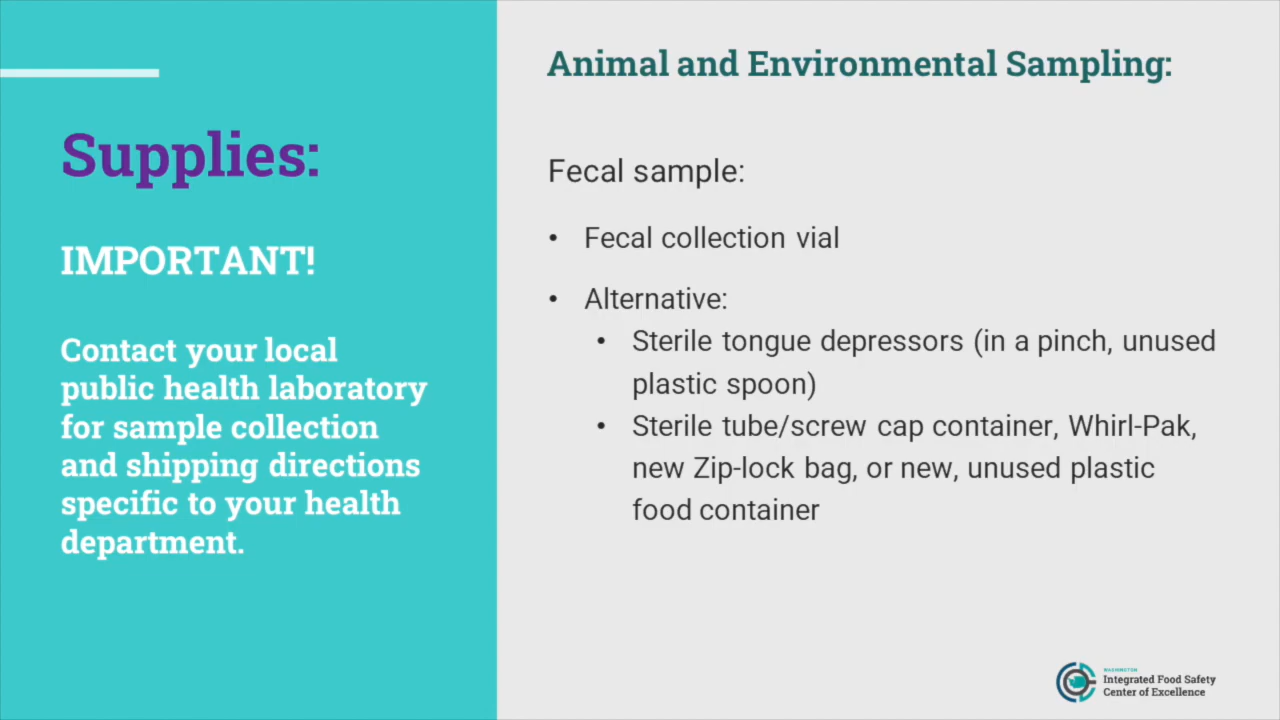 Supplies:
IMPORTANT!
Contact your local
public health laboratory
for sample collection
and shipping directions
specific to your health
department.
Animal and Environmental Sampling:
Fecal sample:
• Fecal collection vial
• Alternative:
• Sterile tongue depressors (in a pinch, unused
plastic spoon)
• Sterile tube/screw cap container, Whirl-Pak,
new Zip-lock bag, or new, unused plastic
food container
WASHINGTON
Integrated Food Safety
Center of Excellence